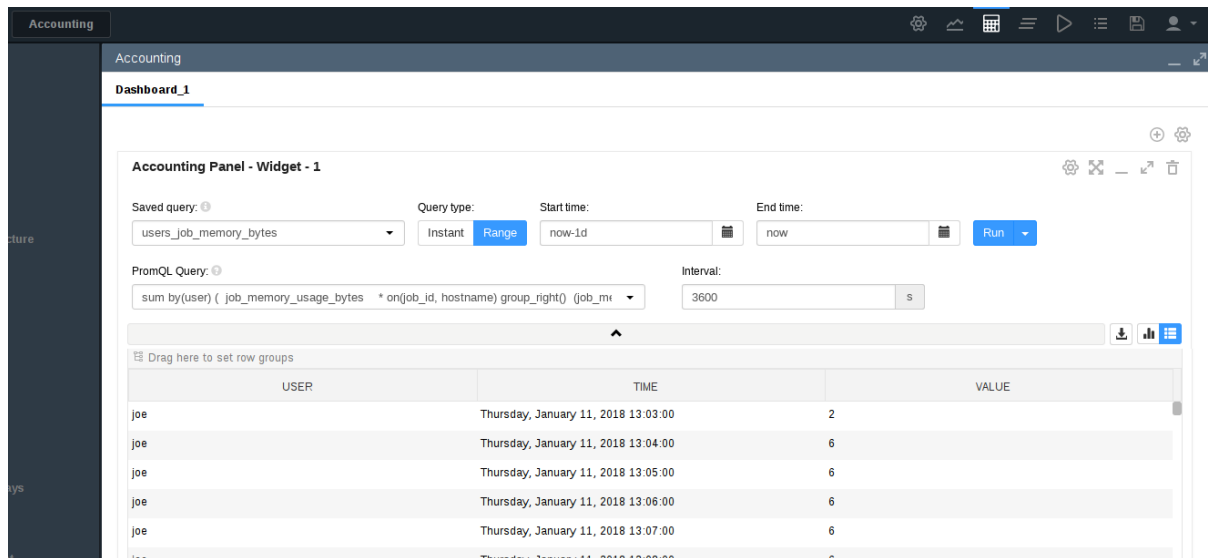 Accounting
Accounting
Dashboard_1
Accounting Panel - Widget - 1
Saved query: Query type: Start time: End time:
users_job_memory_bytes Instant Range now-1d now Run
cture
PromQL Query: Interval:
sum by(user) ( job_memory_usage_bytes * on(job_id, hostname) group_right() (job_me 3600 s
Drag here to set row groups
USER TIME VALUE
joe Thursday, January 11, 2018 13:03:00 2
joe Thursday, January 11, 2018 13:04:00 6
joe Thursday, January 11, 2018 13:05:00 6
ays
joe Thursday, January 11, 2018 13:06:00 6
joe Thursday, January 11, 2018 13:07:00 6